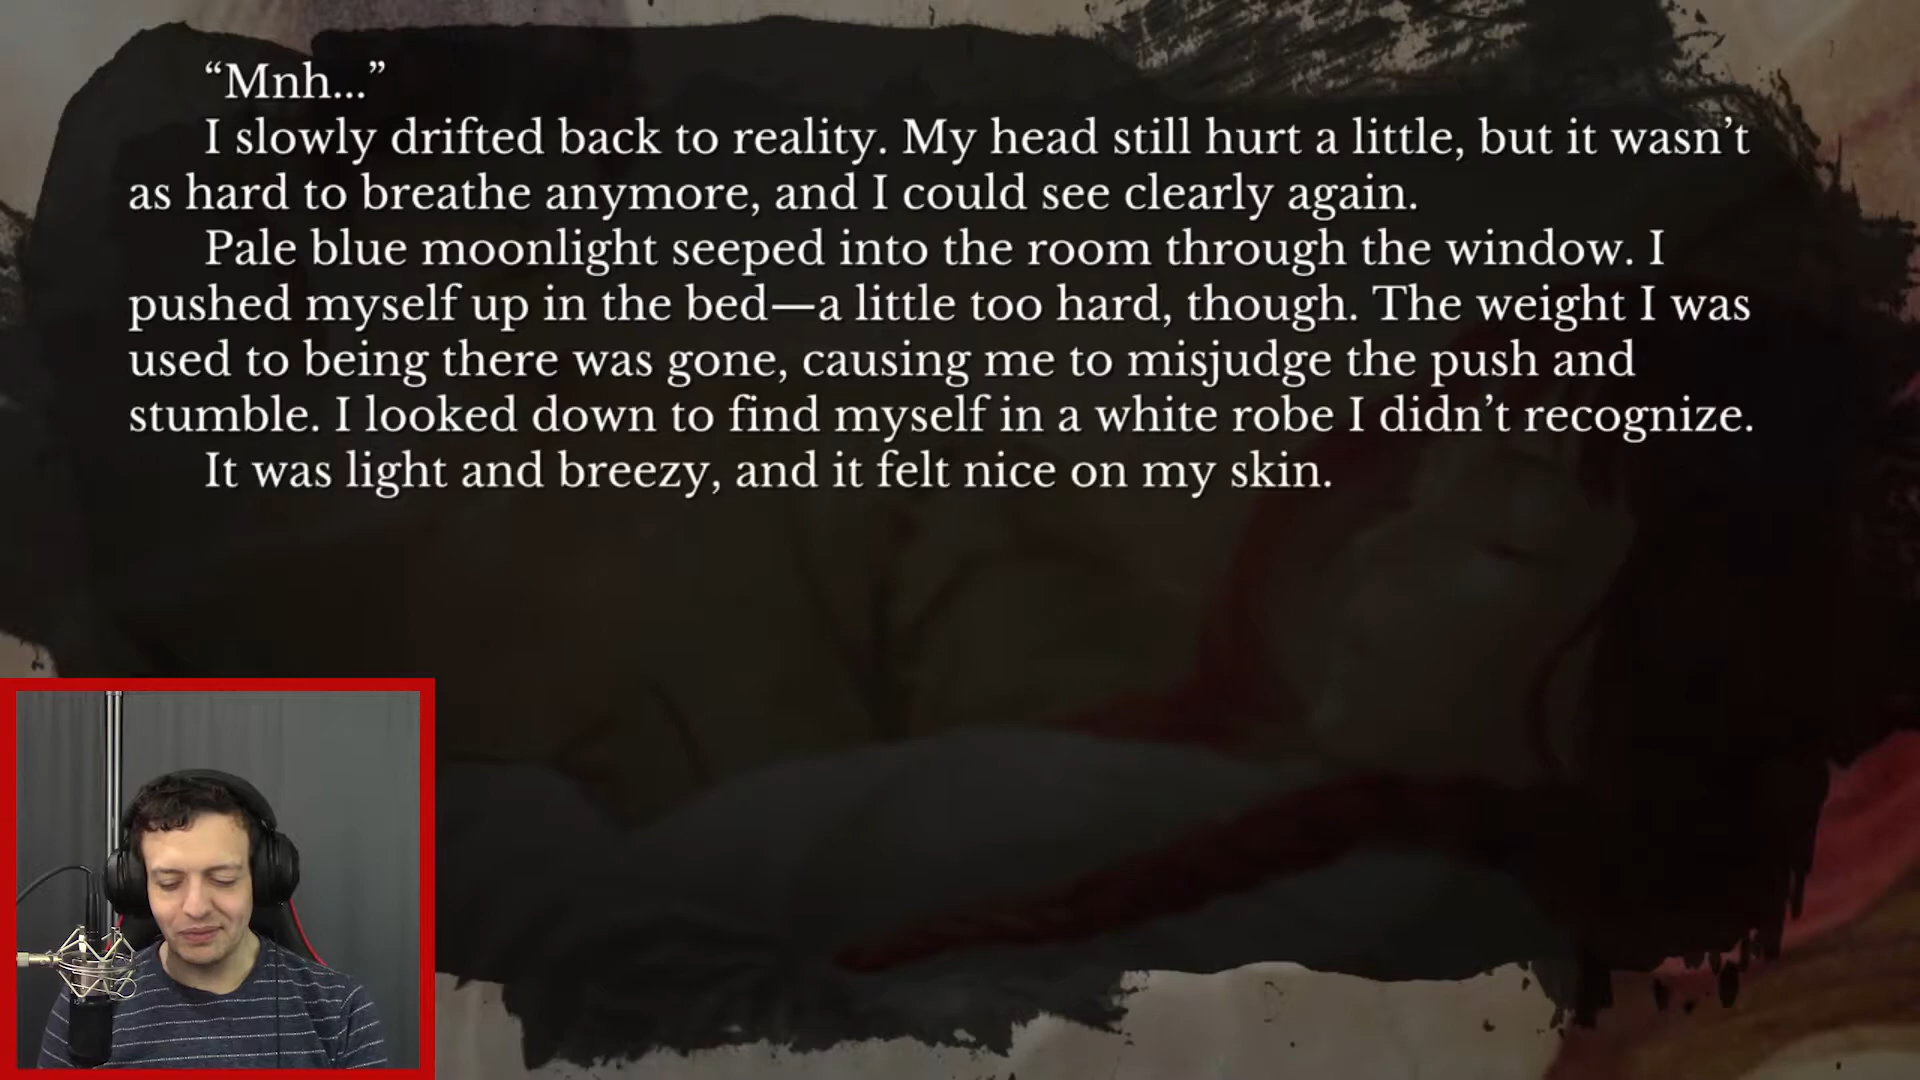 “Mnh...”
I slowly drifted back to reality. My head still hurt a little, but it wasn’t
as hard to breathe anymore, and I could see clearly again.
Pale blue moonlight seeped into the room through the window. I
pushed myself up in the bed—a little too hard, though. The weight I was
used to being there was gone, causing me to misjudge the push and
stumble. I looked down to find myself in a white robe I didn’t recognize.
It was light and breezy, and it felt nice on my skin.